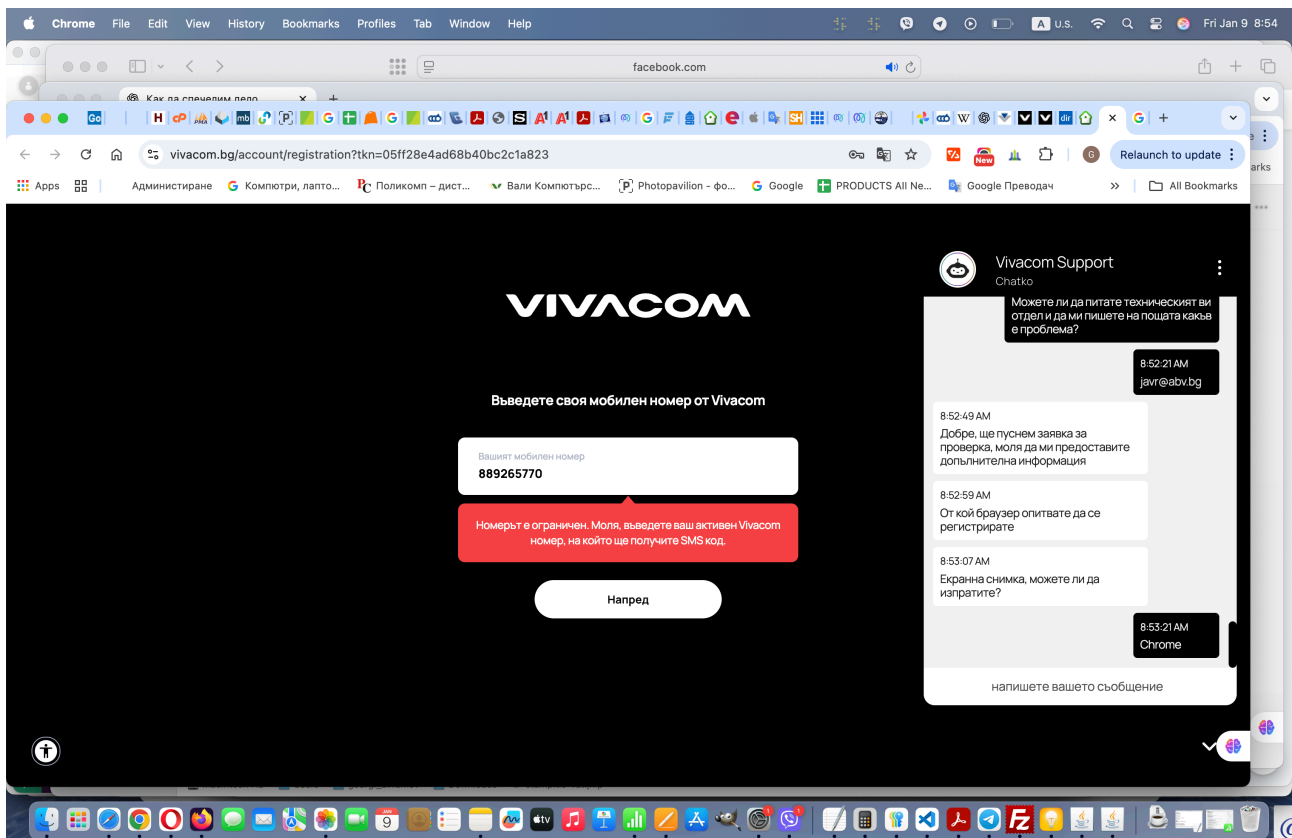 Chrome File Edit View History Bookmarks Profiles Tab Window Help
A U.S.
Fri Jan 9 8:54
facebook.com
Как да спечелим дело
Go
vivacom.bg/account/registration?tkn=05ff28e4ad68b40bc2c1a823
New
G
Relaunch to update
Apps
Администриране
Компютри, лапто...
Поликомп – дист...
Вали Компютърс...
Photopavilion - фо...
Google
PRODUCTS All Ne...
Google Преводач
All Bookmarks
arks
VIVACOM
Въведете своя мобилен номер от Vivacom
Вашият мобилен номер
889265770
Номерът е ограничен. Моля, въведете ваш активен Vivacom
номер, на който ще получите SMS код.
Напред
Vivacom Support
Chatko
Можете ли да питате техническият ви
отдел и да ми пишете на пощата какъв
е проблема?
8:52:21 AM
javr@abv.bg
8:52:49 AM
Добре, ще пуснем заявка за
проверка, моля да ми предоставите
допълнителна информация
8:52:59 AM
От кой браузер опитвате да се
регистрирате
8:53:07 AM
Екранна снимка, можете ли да
изпратите?
8:53:21 AM
Chrome
напишете вашето съобщение